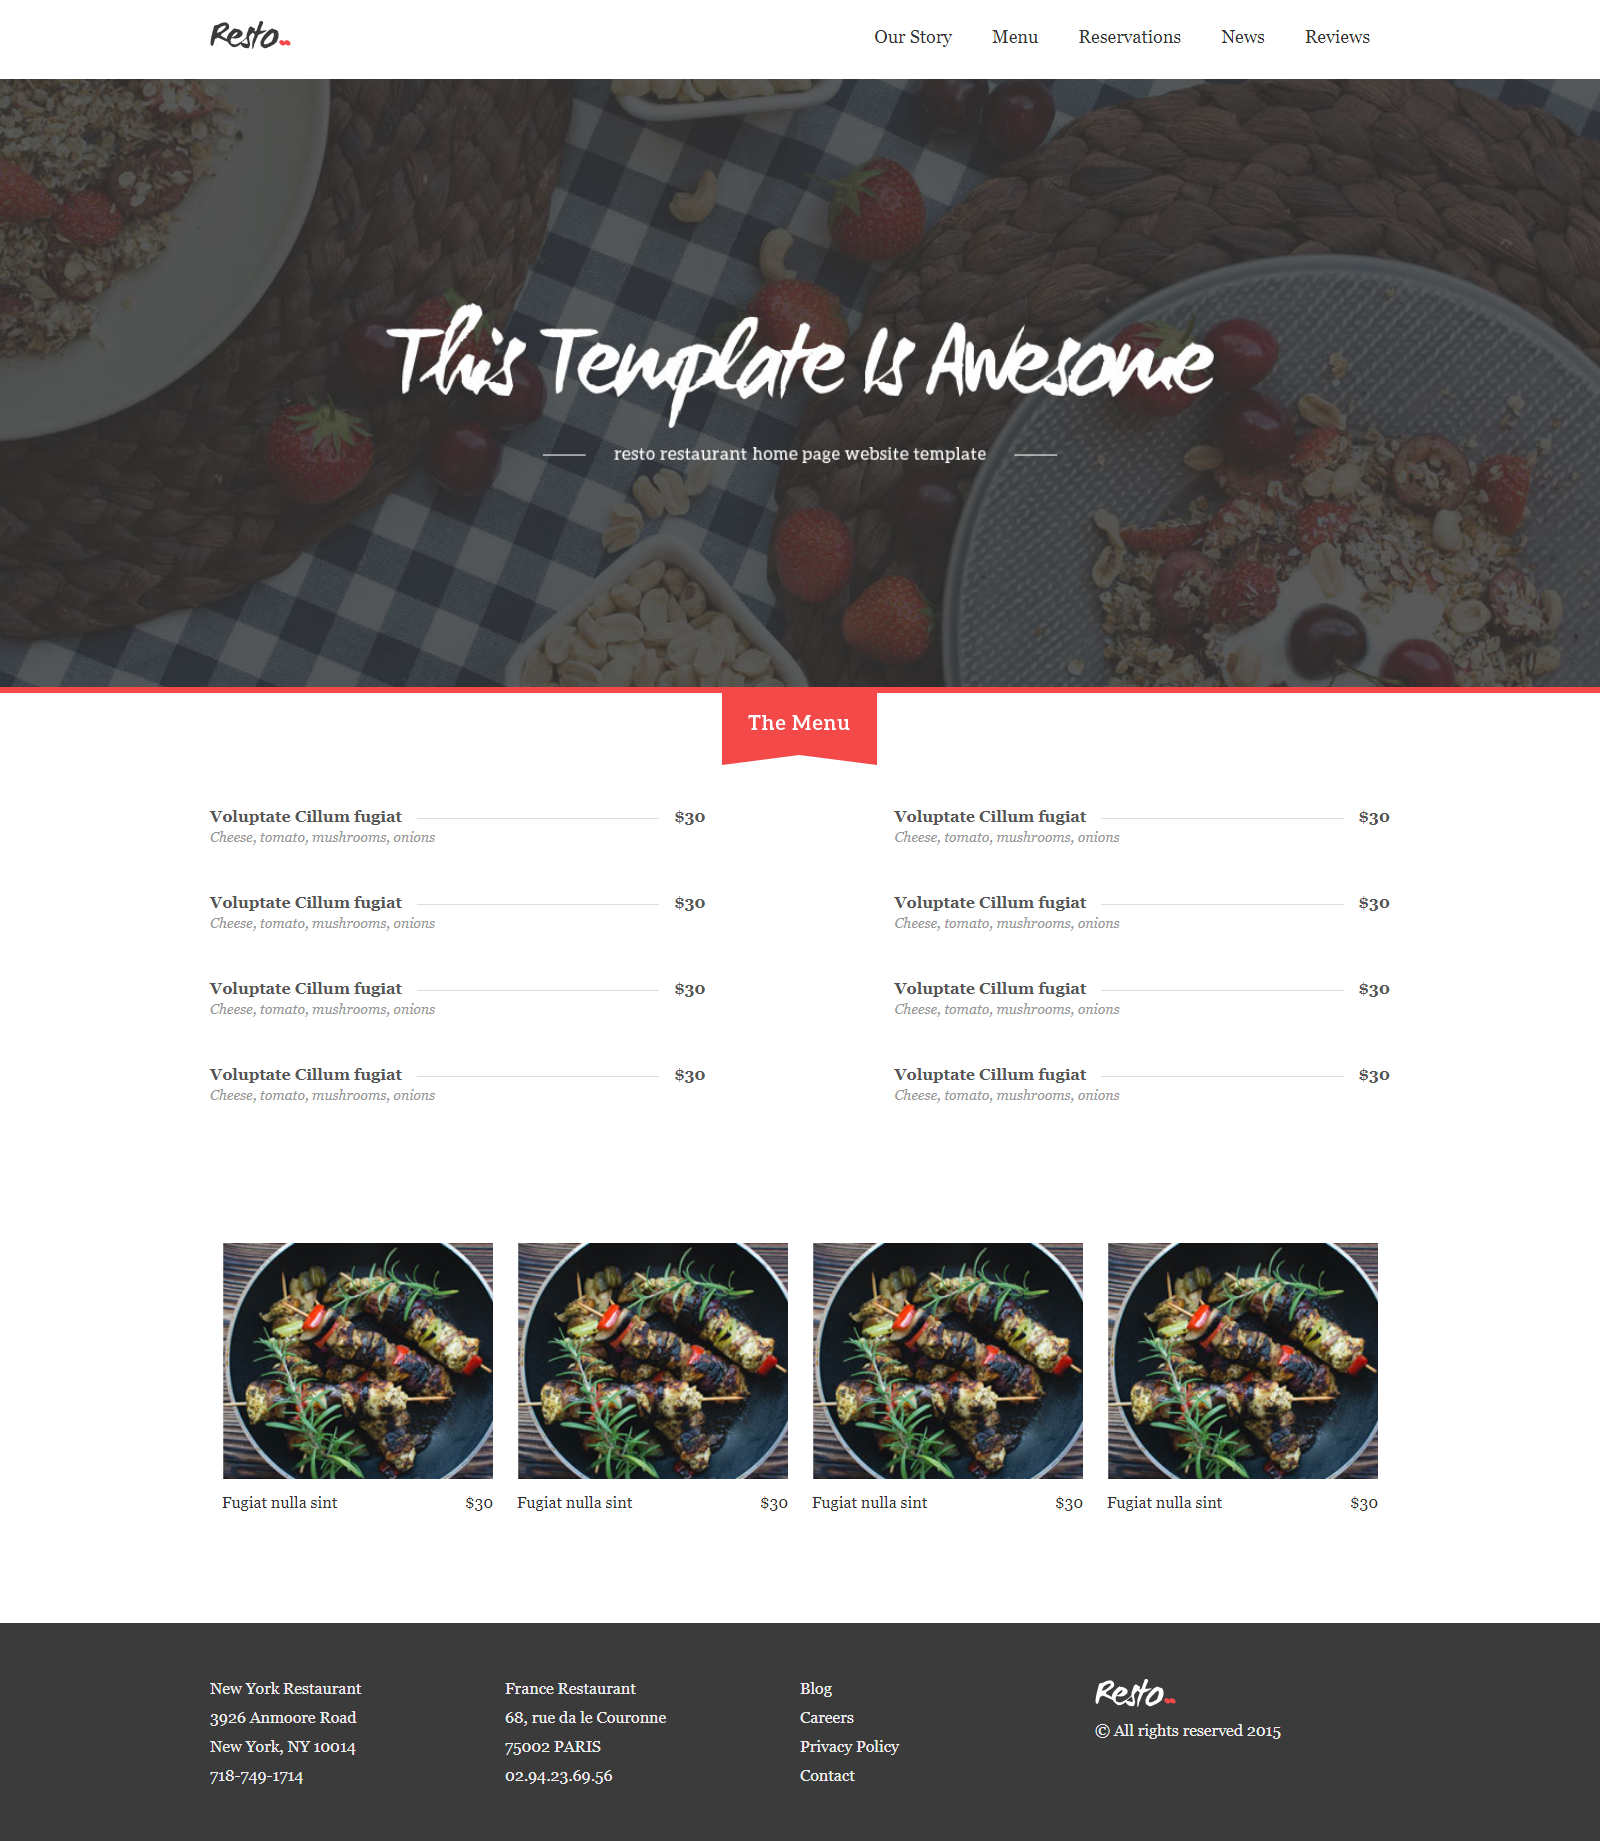 Resto
Our Story Menu Reservations News Reviews
This Template Is Awesome
resto restaurant home page website template
The Menu
Voluptate Cillum fugiat $30
Cheese, tomato, mushrooms, onions
Voluptate Cillum fugiat $30
Cheese, tomato, mushrooms, onions
Voluptate Cillum fugiat $30
Cheese, tomato, mushrooms, onions
Voluptate Cillum fugiat $30
Cheese, tomato, mushrooms, onions
Voluptate Cillum fugiat $30
Cheese, tomato, mushrooms, onions
Voluptate Cillum fugiat $30
Cheese, tomato, mushrooms, onions
Voluptate Cillum fugiat $30
Cheese, tomato, mushrooms, onions
Voluptate Cillum fugiat $30
Cheese, tomato, mushrooms, onions
Fugiat nulla sint $30
Fugiat nulla sint $30
Fugiat nulla sint $30
Fugiat nulla sint $30
New York Restaurant
3926 Anmoore Road
New York, NY 10014
718-749-1714
France Restaurant
68, rue da le Couronne
75002 PARIS
02.94.23.69.56
Blog
Careers
Privacy Policy
Contact
Resto
© All rights reserved 2015